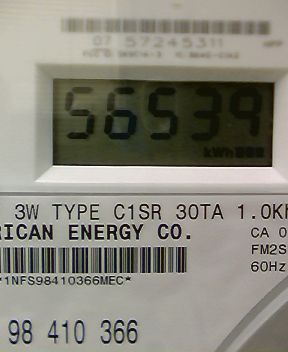 07 57245311
56539
kWh
3W TYPE C1SR 30TA 1.0Kh
RICAN ENERGY CO.
CA 0
FM2S
*1NFS98410366MEC*
60Hz
98 410 366